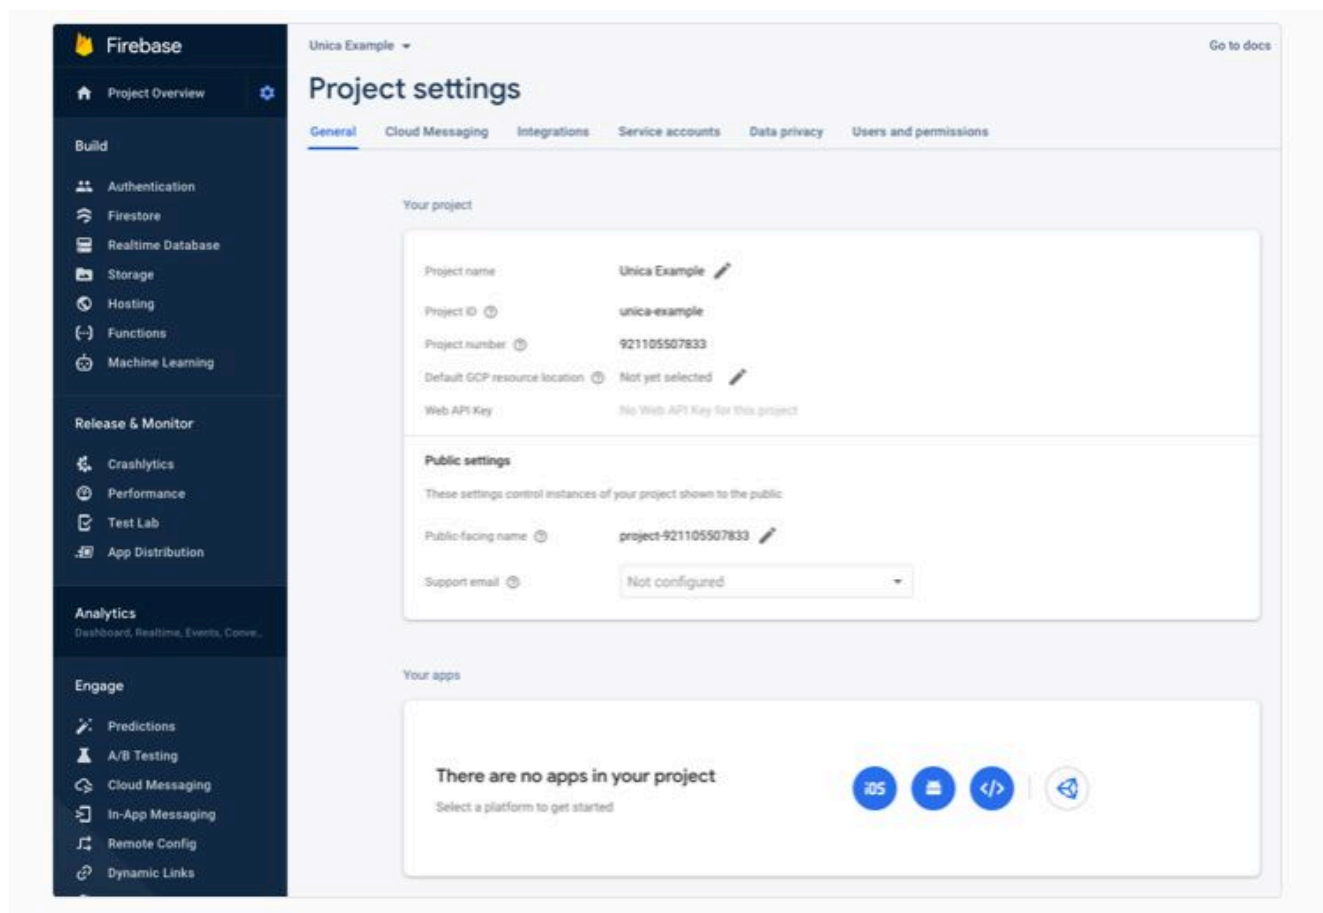 Firebase
Unica Example
Go to docs
Project Overview
Project settings
General Cloud Messaging Integrations Service accounts Data privacy Users and permissions
Build
Authentication
Firestore
Realtime Database
Storage
Hosting
Functions
Machine Learning
Release & Monitor
Crashlytics
Performance
Test Lab
App Distribution
Analytics
Dashboard, Realtime, Events, Conve..
Engage
Predictions
A/B Testing
Cloud Messaging
In-App Messaging
Remote Config
Dynamic Links
Your project
Project name Unica Example
Project ID unica-example
Project number 921105507833
Default GCP resource location Not yet selected
Web API Key No Web API Key for this project
Public settings
These settings control instances of your project shown to the public
Public-facing name project-921105507833
Support email Not configured
Your apps
There are no apps in your project
Select a platform to get started
iOS